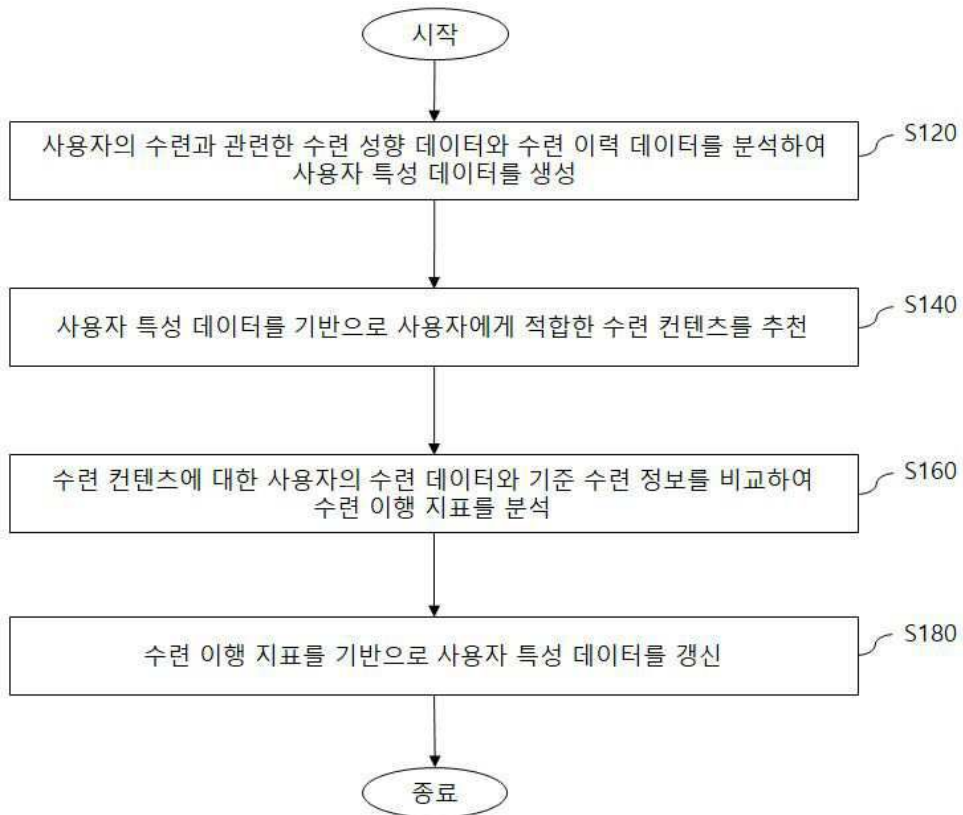 시작
사용자의 수련과 관련한 수련 성향 데이터와 수련 이력 데이터를 분석하여
사용자 특성 데이터를 생성
S120
사용자 특성 데이터를 기반으로 사용자에게 적합한 수련 컨텐츠를 추천
S140
수련 컨텐츠에 대한 사용자의 수련 데이터와 기준 수련 정보를 비교하여
수련 이행 지표를 분석
S160
수련 이행 지표를 기반으로 사용자 특성 데이터를 갱신
S180
종료